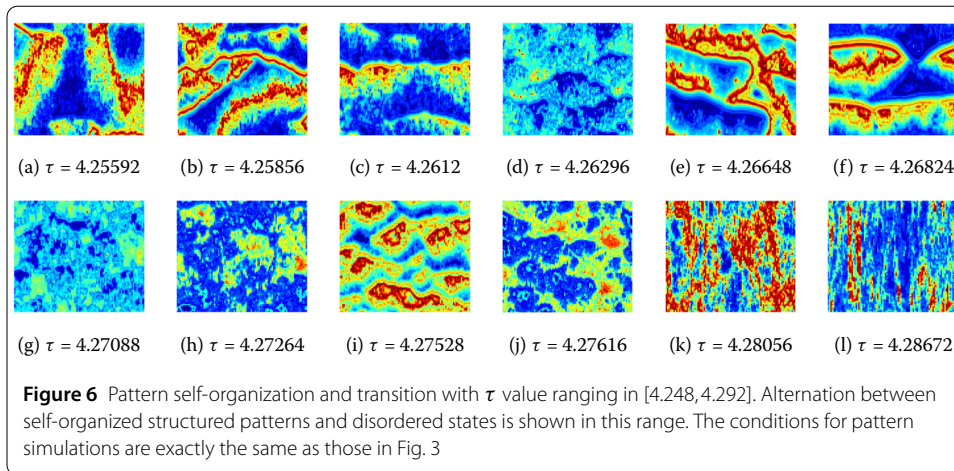 (a) τ = 4.25592 (b) τ = 4.25856 (c) τ = 4.2612 (d) τ = 4.26296 (e) τ = 4.26648 (f) τ = 4.26824
(g) τ = 4.27088 (h) τ = 4.27264 (i) τ = 4.27528 (j) τ = 4.27616 (k) τ = 4.28056 (l) τ = 4.28672
Figure 6 Pattern self-organization and transition with τ value ranging in [4.248, 4.292]. Alternation between
self-organized structured patterns and disordered states is shown in this range. The conditions for pattern
simulations are exactly the same as those in Fig. 3